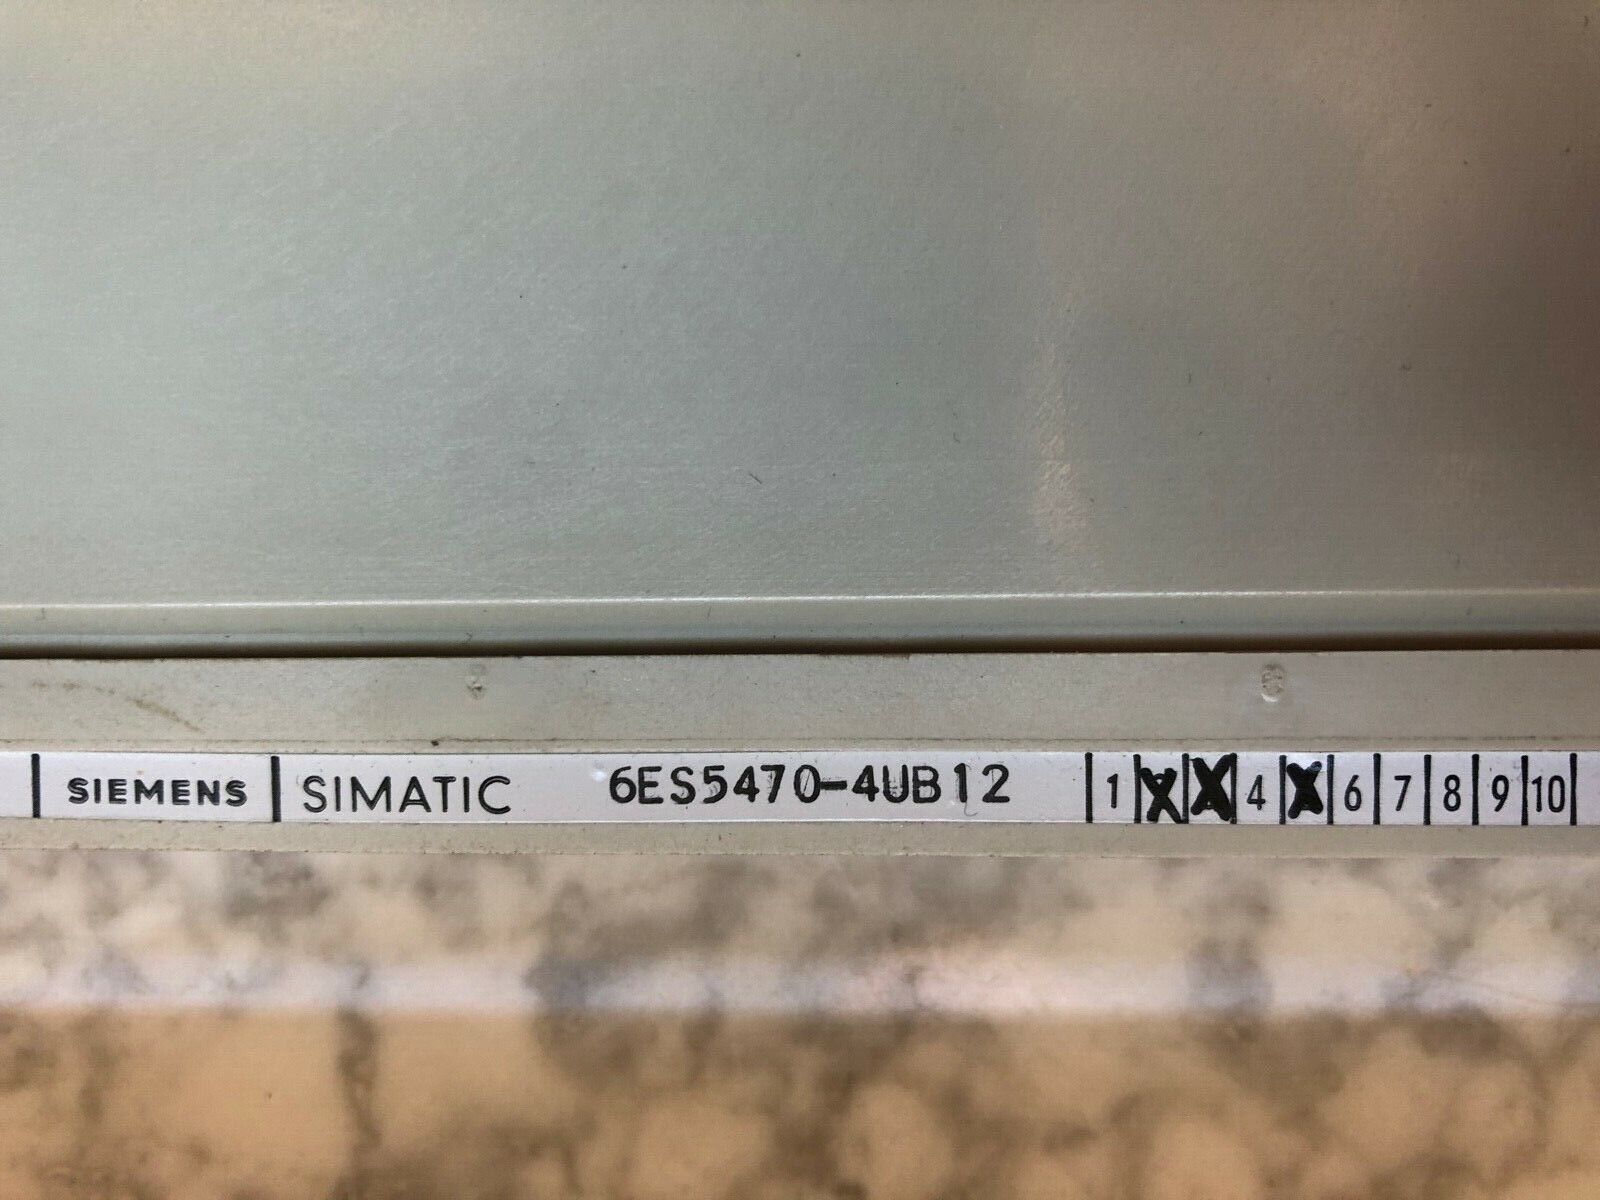 SIEMENS SIMATIC 6ES5470-4UB12 1 X X 4 X 6 7 8 9 10